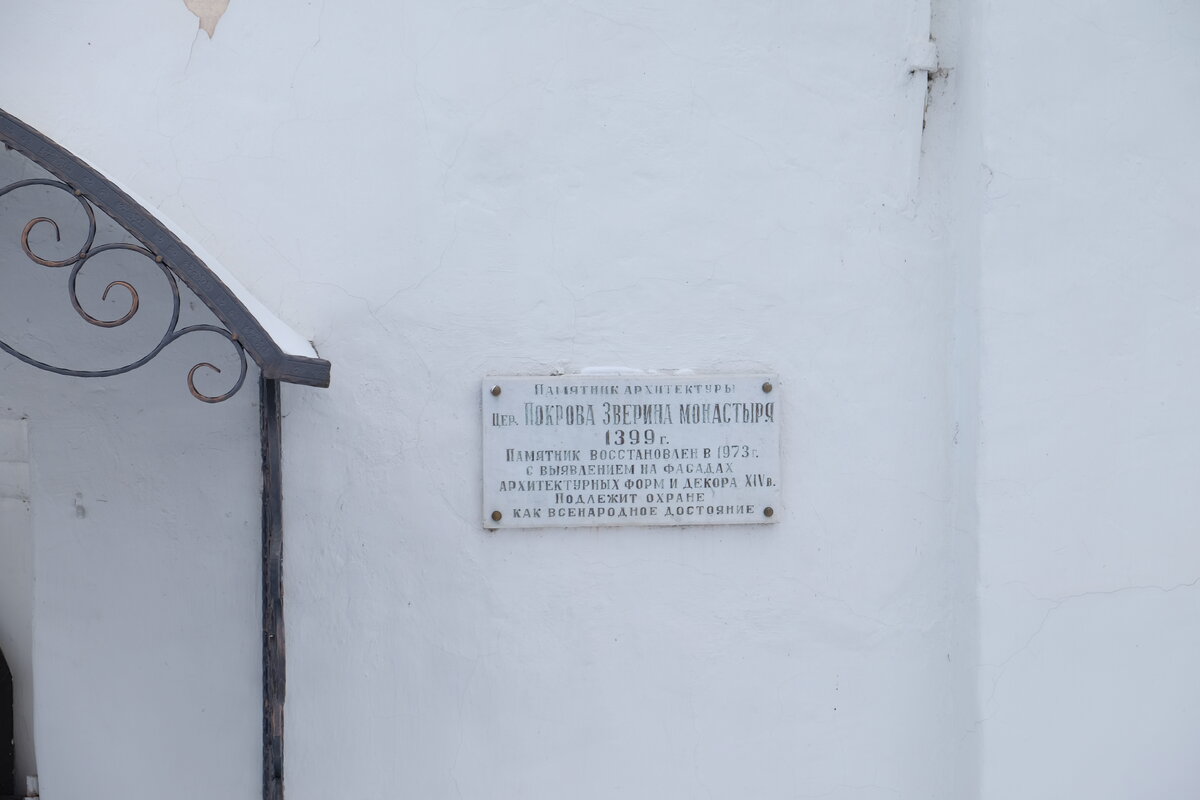 Памятник архитектуры
Цер. Покрова Зверина монастыря
1399 г.
Памятник восстановлен в 1973 г.
с выявлением на фасадах
архитектурных форм и декора XIV в.
Подлежит охране
как всенародное достояние